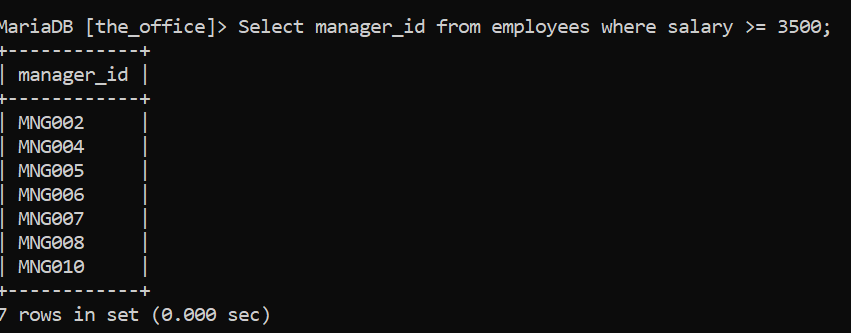 MariaDB [the_office]> Select manager_id from employees where salary >= 3500;
+------------+
| manager_id |
+------------+
| MNG002     |
| MNG004     |
| MNG005     |
| MNG006     |
| MNG007     |
| MNG008     |
| MNG010     |
+------------+
7 rows in set (0.000 sec)